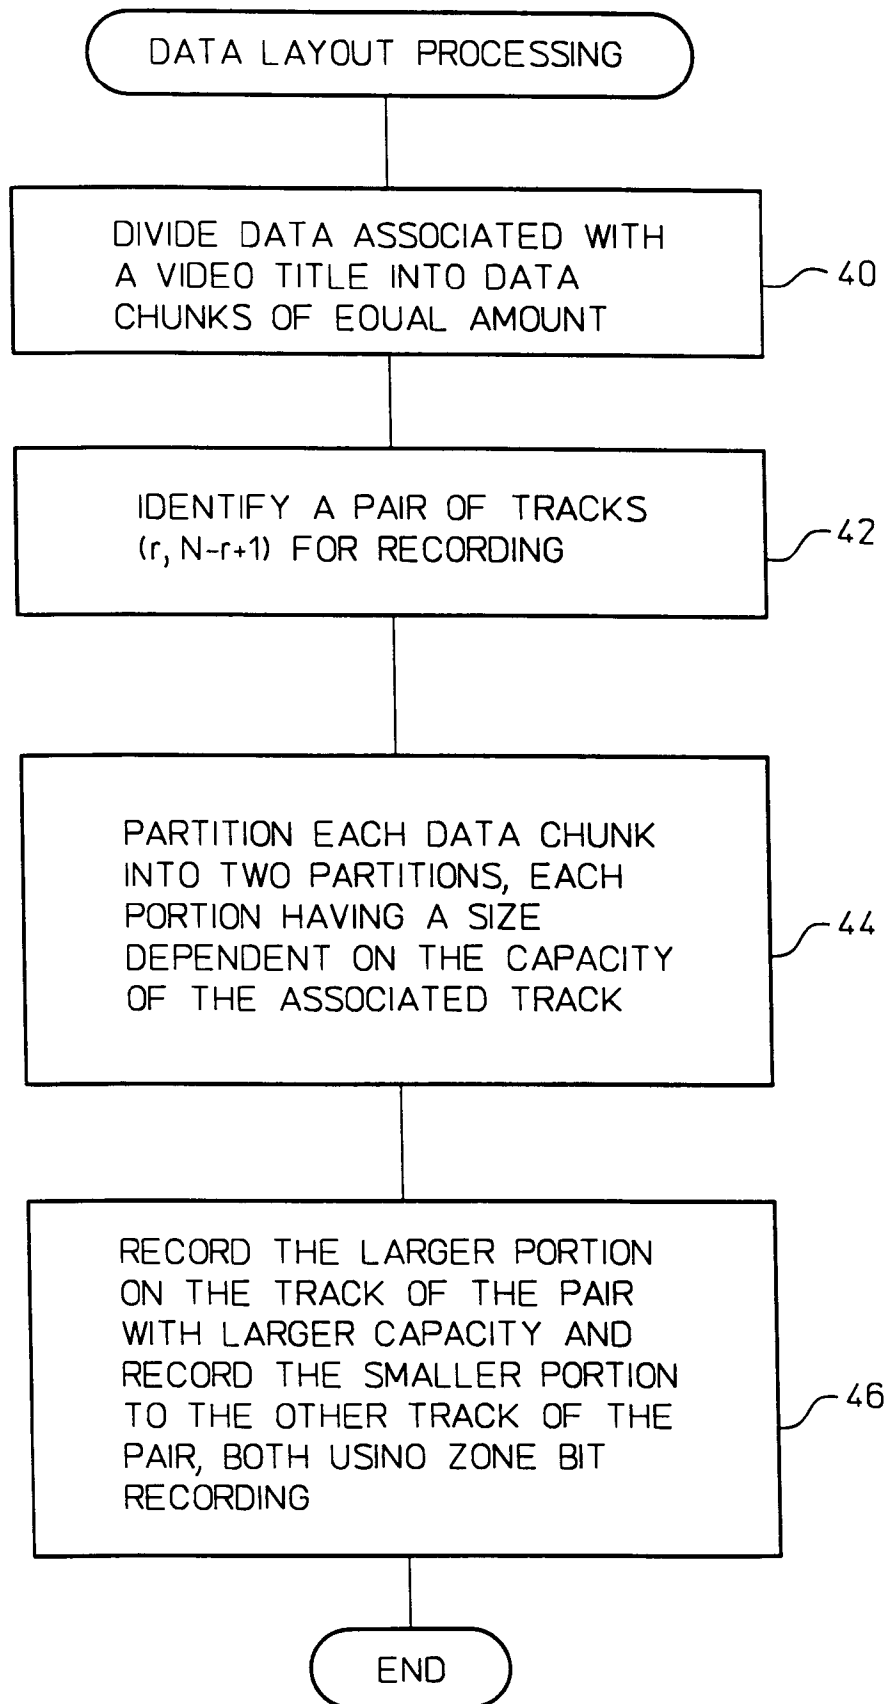 DATA LAYOUT PROCESSING
DIVIDE DATA ASSOCIATED WITH
A VIDEO TITLE INTO DATA
CHUNKS OF EOUAL AMOUNT
40
IDENTIFY A PAIR OF TRACKS
(r, N-r+1) FOR RECORDING
42
PARTITION EACH DATA CHUNK
INTO TWO PARTITIONS, EACH
PORTION HAVING A SIZE
DEPENDENT ON THE CAPACITY
OF THE ASSOCIATED TRACK
44
RECORD THE LARGER PORTION
ON THE TRACK OF THE PAIR
WITH LARGER CAPACITY AND
RECORD THE SMALLER PORTION
TO THE OTHER TRACK OF THE
PAIR, BOTH USINO ZONE BIT
RECORDING
46
END